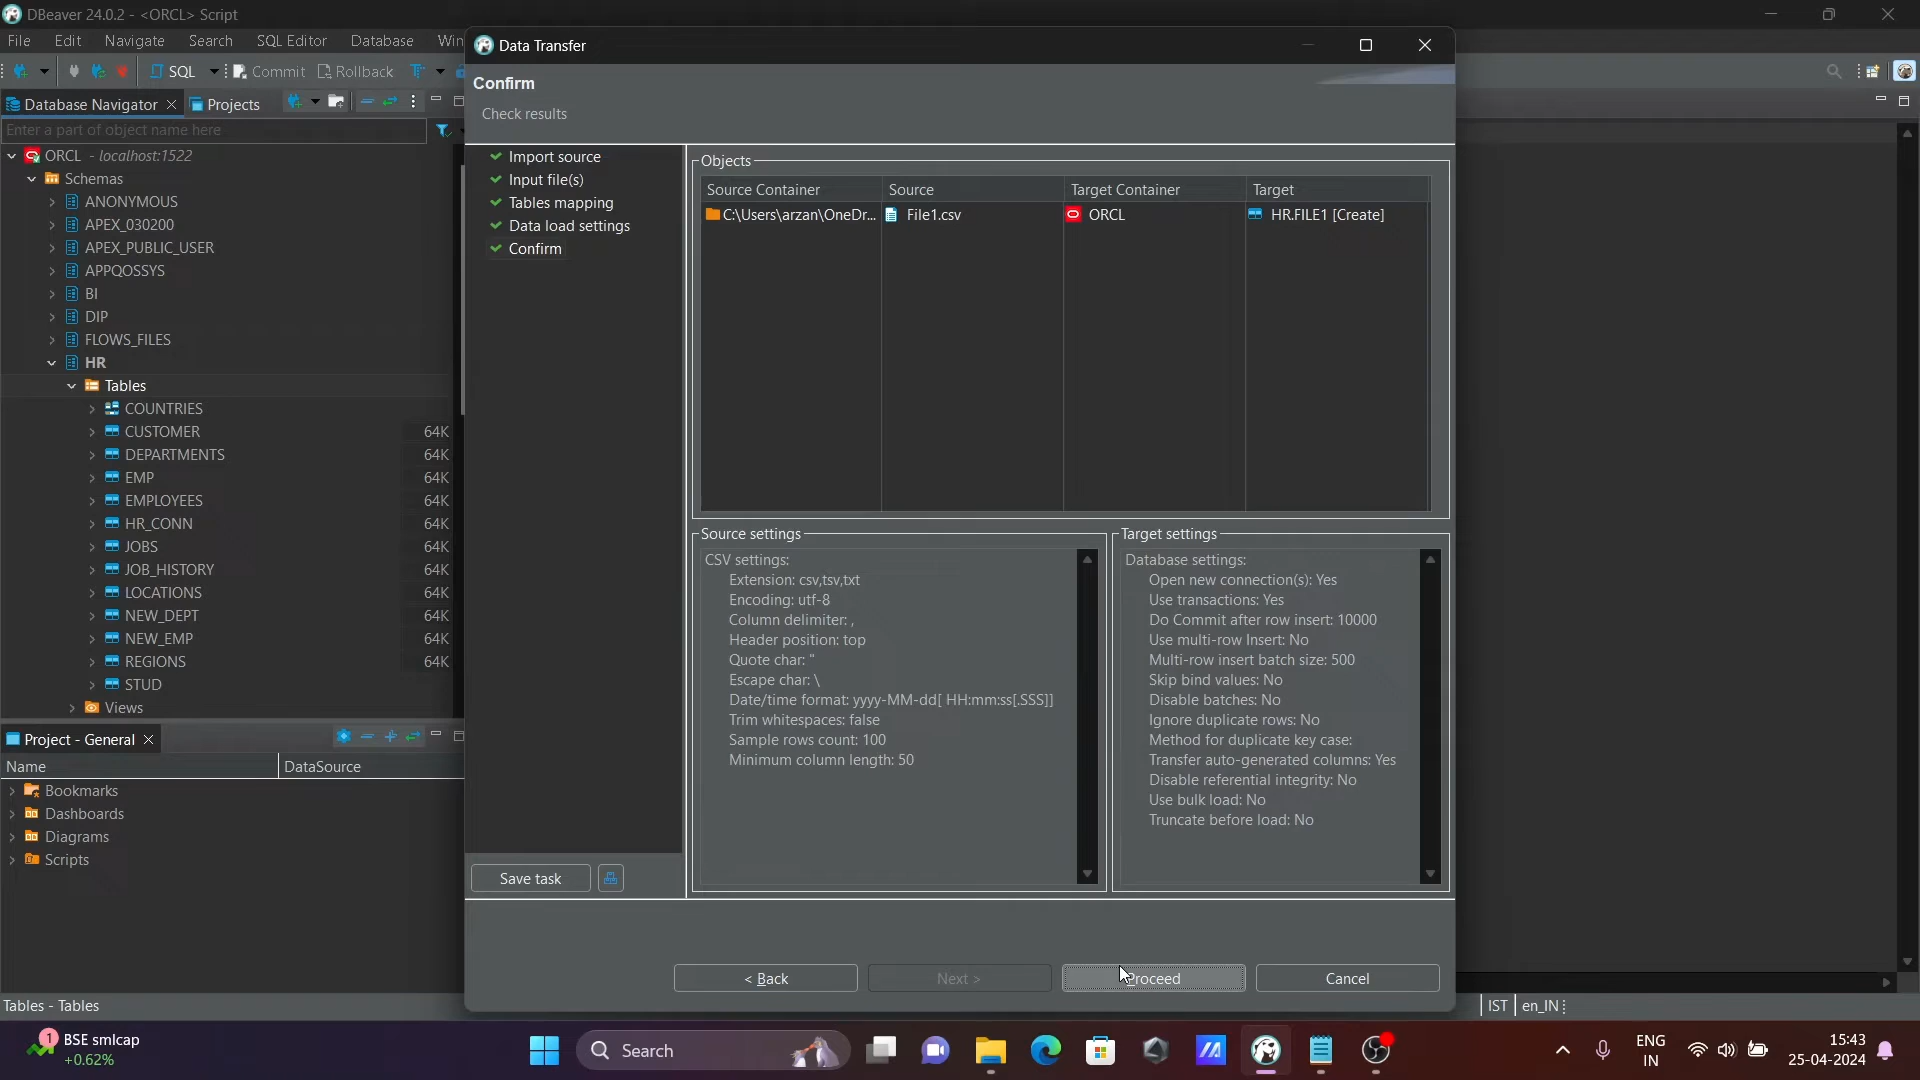 DBeaver 24.0.2 - <ORCL> Script
File Edit Navigate Search SQL Editor Database Win
SQL Commit Rollback
Database Navigator Projects
Enter a part of object name here
ORCL - localhost:1522
Schemas
ANONYMOUS
APEX_030200
APEX_PUBLIC_USER
APPQOSSYS
BI
DIP
FLOWS_FILES
HR
Tables
COUNTRIES
CUSTOMER 64K
DEPARTMENTS 64K
EMP 64K
EMPLOYEES 64K
HR_CONN 64K
JOBS 64K
JOB_HISTORY 64K
LOCATIONS 64K
NEW_DEPT 64K
NEW_EMP 64K
REGIONS 64K
STUD
Views
Project - General
Name DataSource
Bookmarks
Dashboards
Diagrams
Scripts
Tables - Tables
Data Transfer
Confirm
Check results
Import source
Input file(s)
Tables mapping
Data load settings
Confirm
Save task
Objects
Source Container Source Target Container Target
C:\Users\arzan\OneDr... File1.csv ORCL HR.FILE1 [Create]
Source settings
CSV settings:
Extension: csv,tsv,txt
Encoding: utf-8
Column delimiter: ,
Header position: top
Quote char: "
Escape char: \
Date/time format: yyyy-MM-dd[ HH:mm:ss[.SSS]]
Trim whitespaces: false
Sample rows count: 100
Minimum column length: 50
Target settings
Database settings:
Open new connection(s): Yes
Use transactions: Yes
Do Commit after row insert: 10000
Use multi-row Insert: No
Multi-row insert batch size: 500
Skip bind values: No
Disable batches: No
Ignore duplicate rows: No
Method for duplicate key case:
Transfer auto-generated columns: Yes
Disable referential integrity: No
Use bulk load: No
Truncate before load: No
< Back Next > Proceed Cancel
IST en_IN
1 BSE smlcap
+0.62%
Search
ENG
IN
15:43
25-04-2024